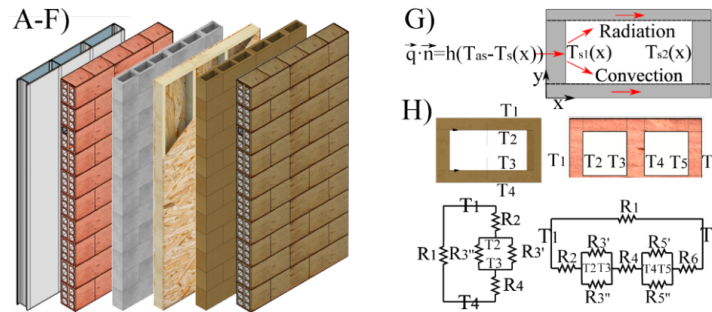 A-F)
G)
Radiation
q·n=h(Tas-Ts(x))
Ts1(x)
Ts2(x)
Convection
y
x
H)
T1
T2
T3
T4
T1
T2
T3
T4
T5
T
T1
R2
R1
R3''
T2
T3
R3'
R4
T4
R1
T1
T
R2
R3'
T2
T3
R3''
R4
R5'
T4
T5
R5''
R6